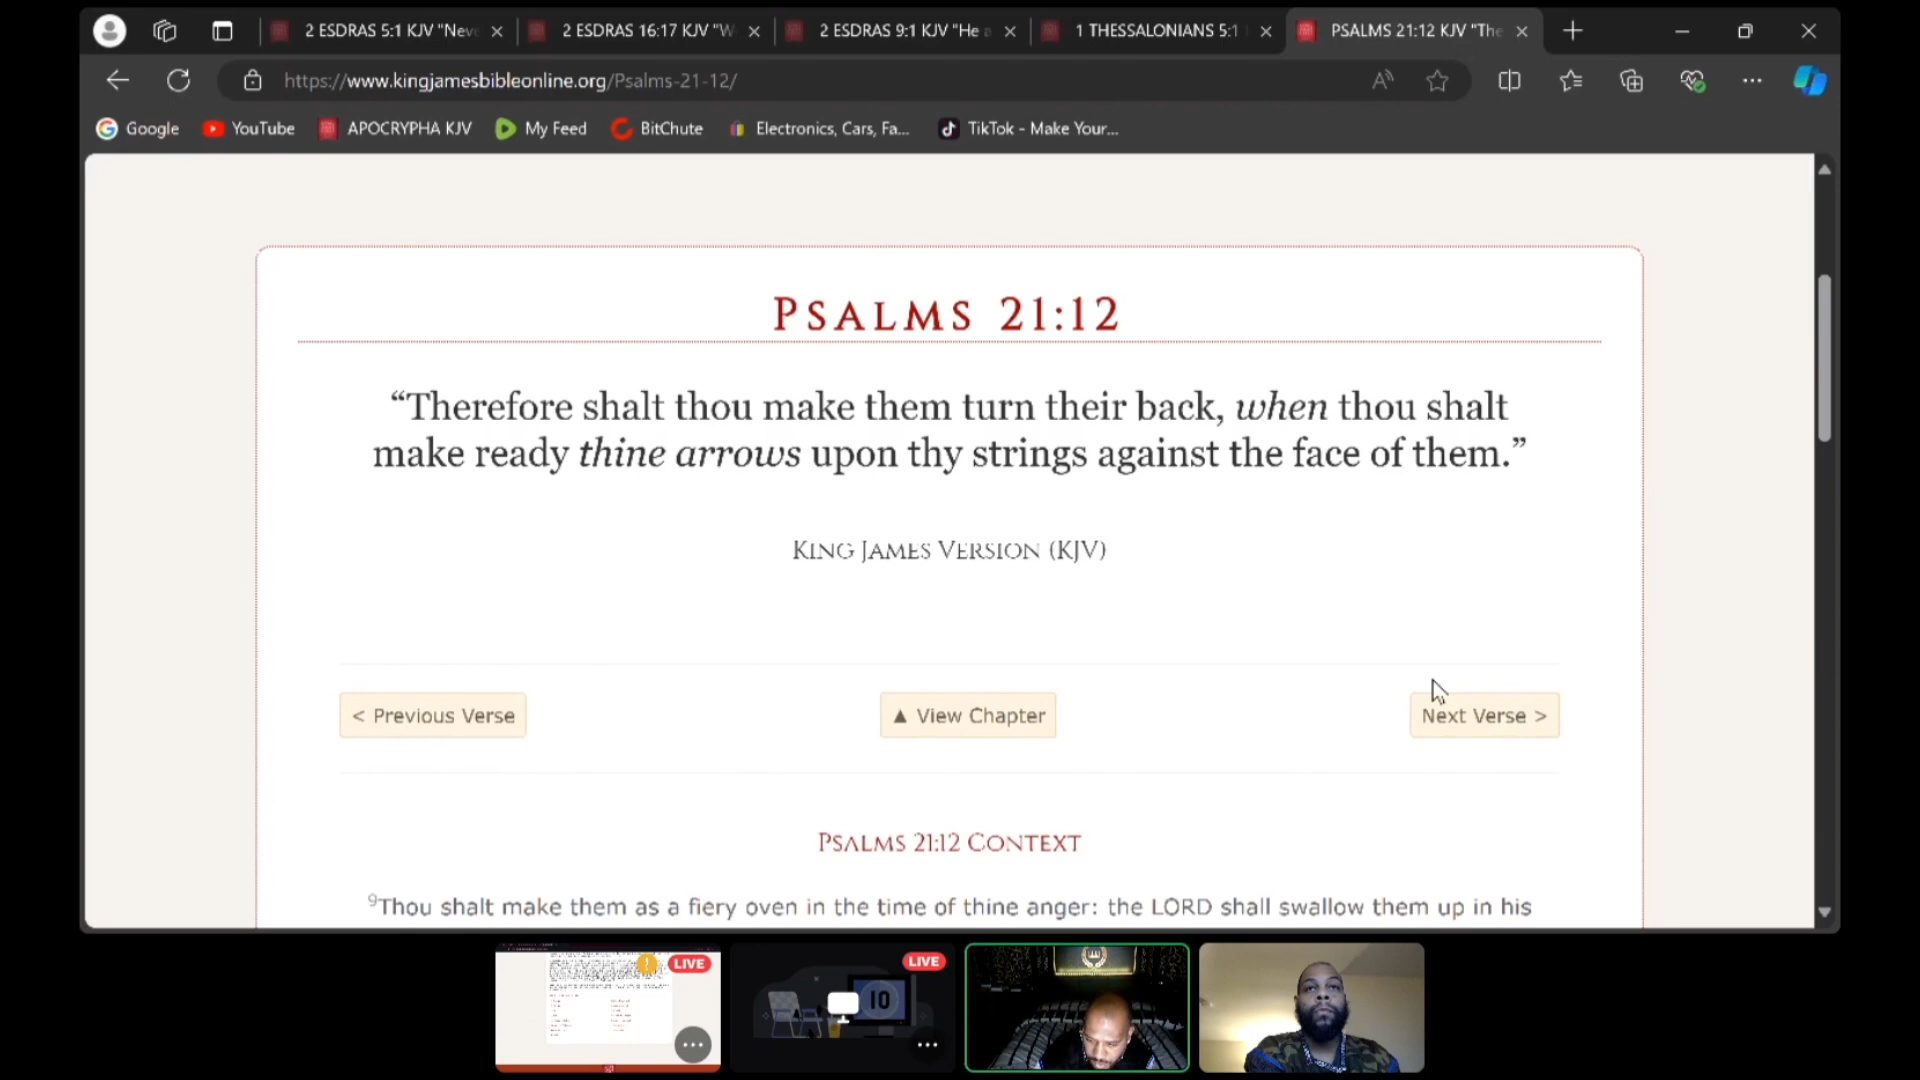 2 ESDRAS 5:1 KJV "Neve
2 ESDRAS 16:17 KJV "W
2 ESDRAS 9:1 KJV "He a
1 THESSALONIANS 5:1
PSALMS 21:12 KJV "The
https://www.kingjamesbibleonline.org/Psalms-21-12/
Google
YouTube
APOCRYPHA KJV
My Feed
BitChute
Electronics, Cars, Fa...
TikTok - Make Your...
PSALMS 21:12
“Therefore shalt thou make them turn their back, when thou shalt
make ready thine arrows upon thy strings against the face of them.”
KING JAMES VERSION (KJV)
< Previous Verse
▲ View Chapter
Next Verse >
PSALMS 21:12 CONTEXT
9Thou shalt make them as a fiery oven in the time of thine anger: the LORD shall swallow them up in his
LIVE
LIVE
10